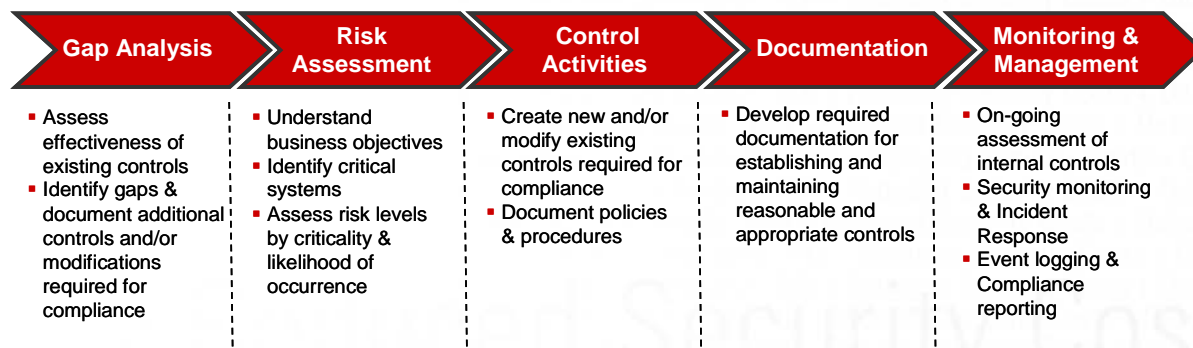 Gap Analysis
Risk
Assessment
Control
Activities
Documentation
Monitoring &
Management
▪ Assess
effectiveness of
existing controls
▪ Identify gaps &
document additional
controls and/or
modifications
required for
compliance
▪ Understand
business objectives
▪ Identify critical
systems
▪ Assess risk levels
by criticality &
likelihood of
occurrence
▪ Create new and/or
modify existing
controls required for
compliance
▪ Document policies
& procedures
▪ Develop required
documentation for
establishing and
maintaining
reasonable and
appropriate controls
▪ On-going
assessment of
internal controls
▪ Security monitoring
& Incident
Response
▪ Event logging &
Compliance
reporting
Security